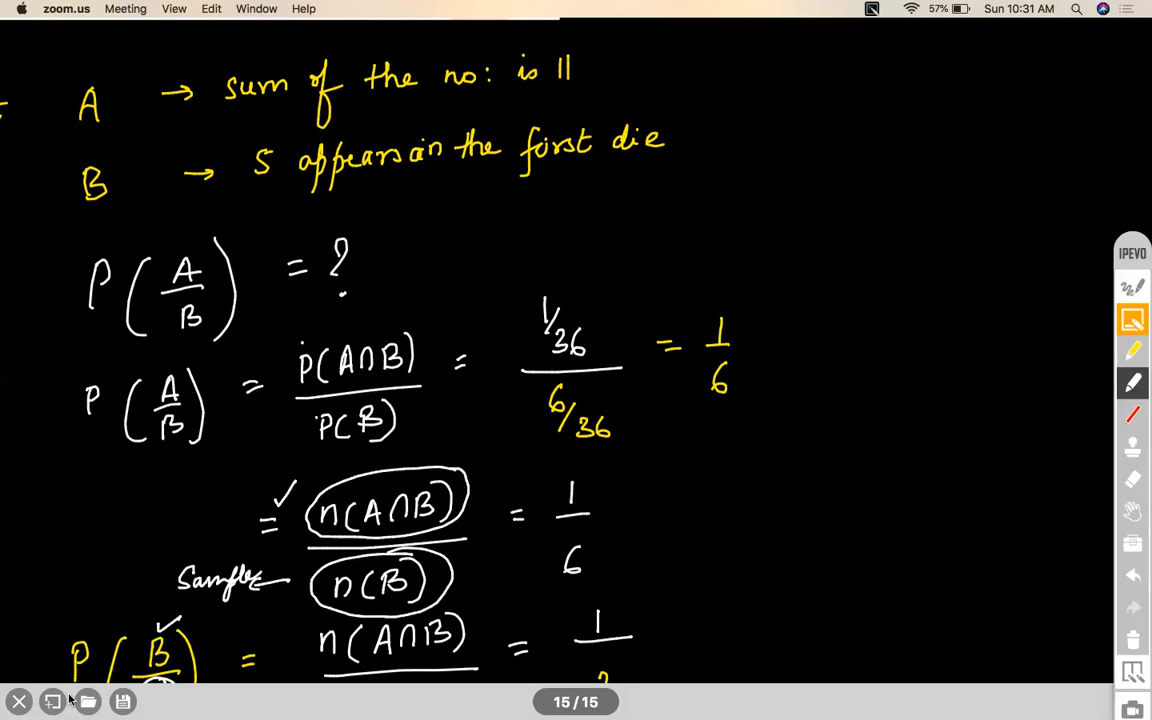 zoom.us Meeting View Edit Window Help 57% Sun 10:31 AM
A → sum of the no: is 11
B → 5 appears in the first die
P(A/B) = ?
IPEVO
P(A/B) = P(A∩B)/P(B) = 1/36 / 6/36 = 1/6
= n(A∩B)/n(B) = 1/6
Sample
P(B/ = n(A∩B) = 1/
15/15